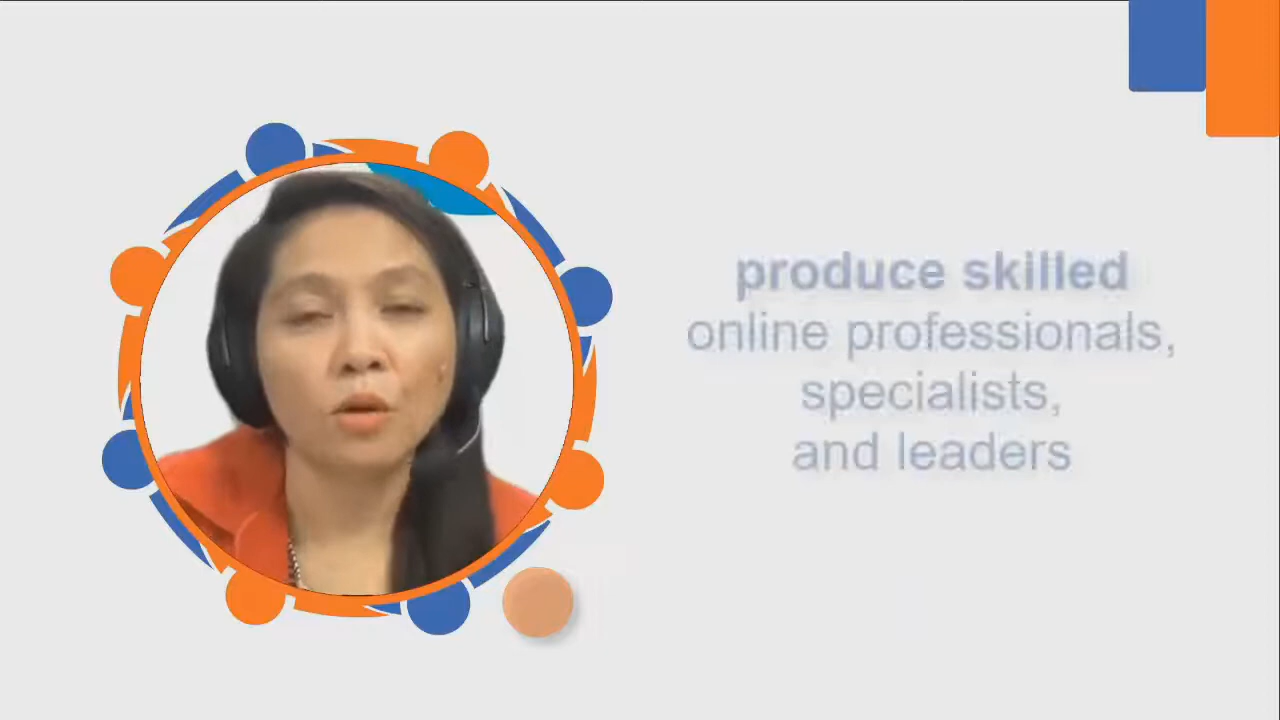 produce skilled
online professionals,
specialists,
and leaders